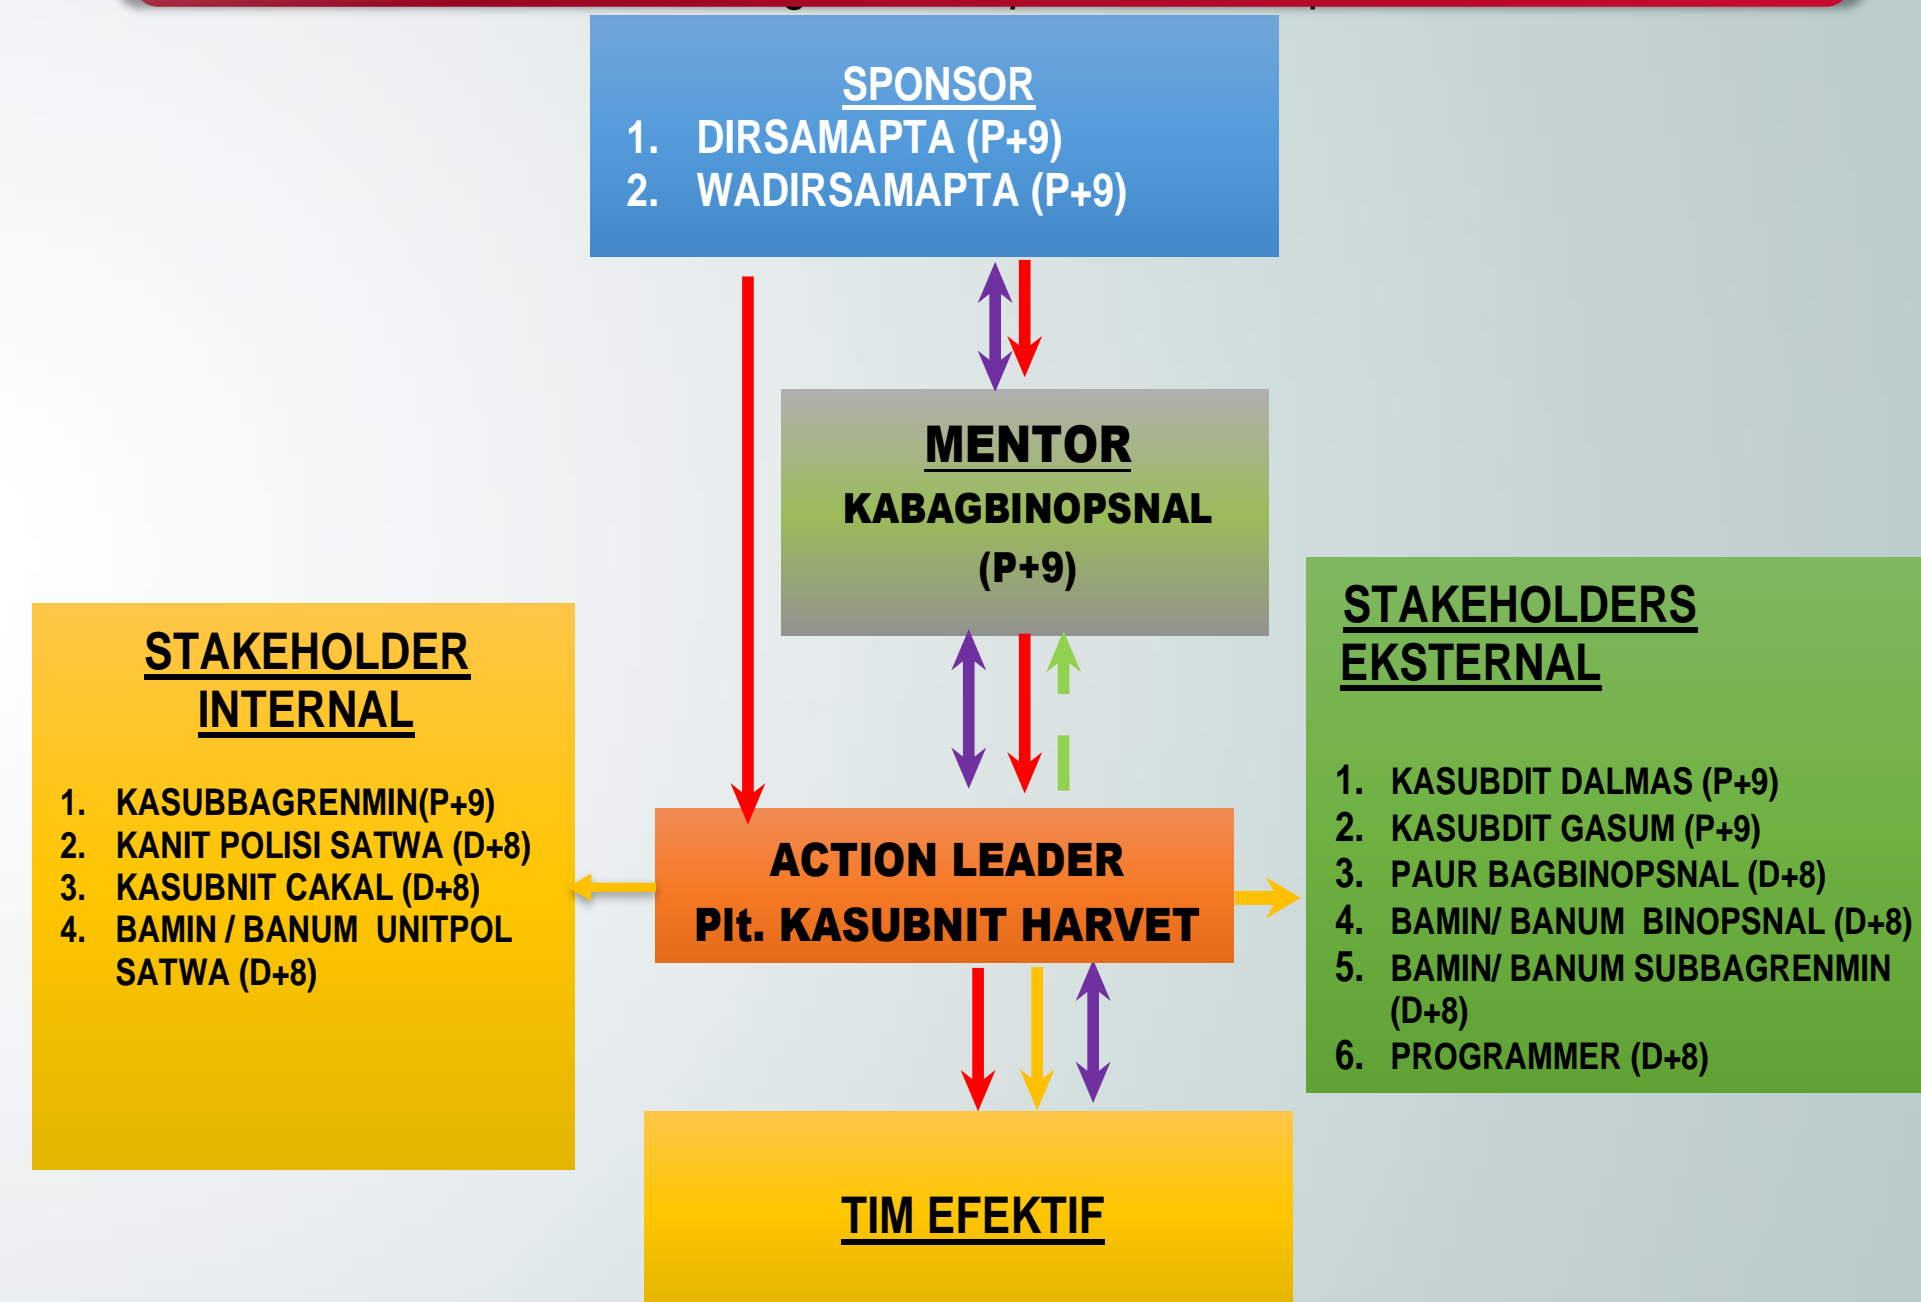 SPONSOR
1. DIRSAMAPTA (P+9)
2. WADIRSAMAPTA (P+9)
MENTOR
KABAGBINOPSNAL
(P+9)
STAKEHOLDER
INTERNAL
1. KASUBBAGRENMIN(P+9)
2. KANIT POLISI SATWA (D+8)
3. KASUBNIT CAKAL (D+8)
4. BAMIN / BANUM UNITPOL
SATWA (D+8)
ACTION LEADER
Plt. KASUBNIT HARVET
STAKEHOLDERS
EKSTERNAL
1. KASUBDIT DALMAS (P+9)
2. KASUBDIT GASUM (P+9)
3. PAUR BAGBINOPSNAL (D+8)
4. BAMIN/ BANUM BINOPSNAL (D+8)
5. BAMIN/ BANUM SUBBAGRENMIN
(D+8)
6. PROGRAMMER (D+8)
TIM EFEKTIF